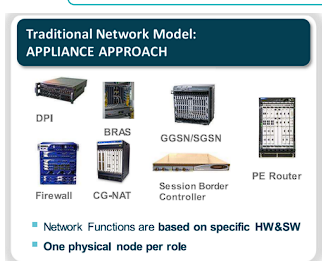 Traditional Network Model:
APPLIANCE APPROACH
DPI
BRAS
GGSN/SGSN
PE Router
Firewall
CG-NAT
Session Border
Controller
Network Functions are based on specific HW&SW
One physical node per role